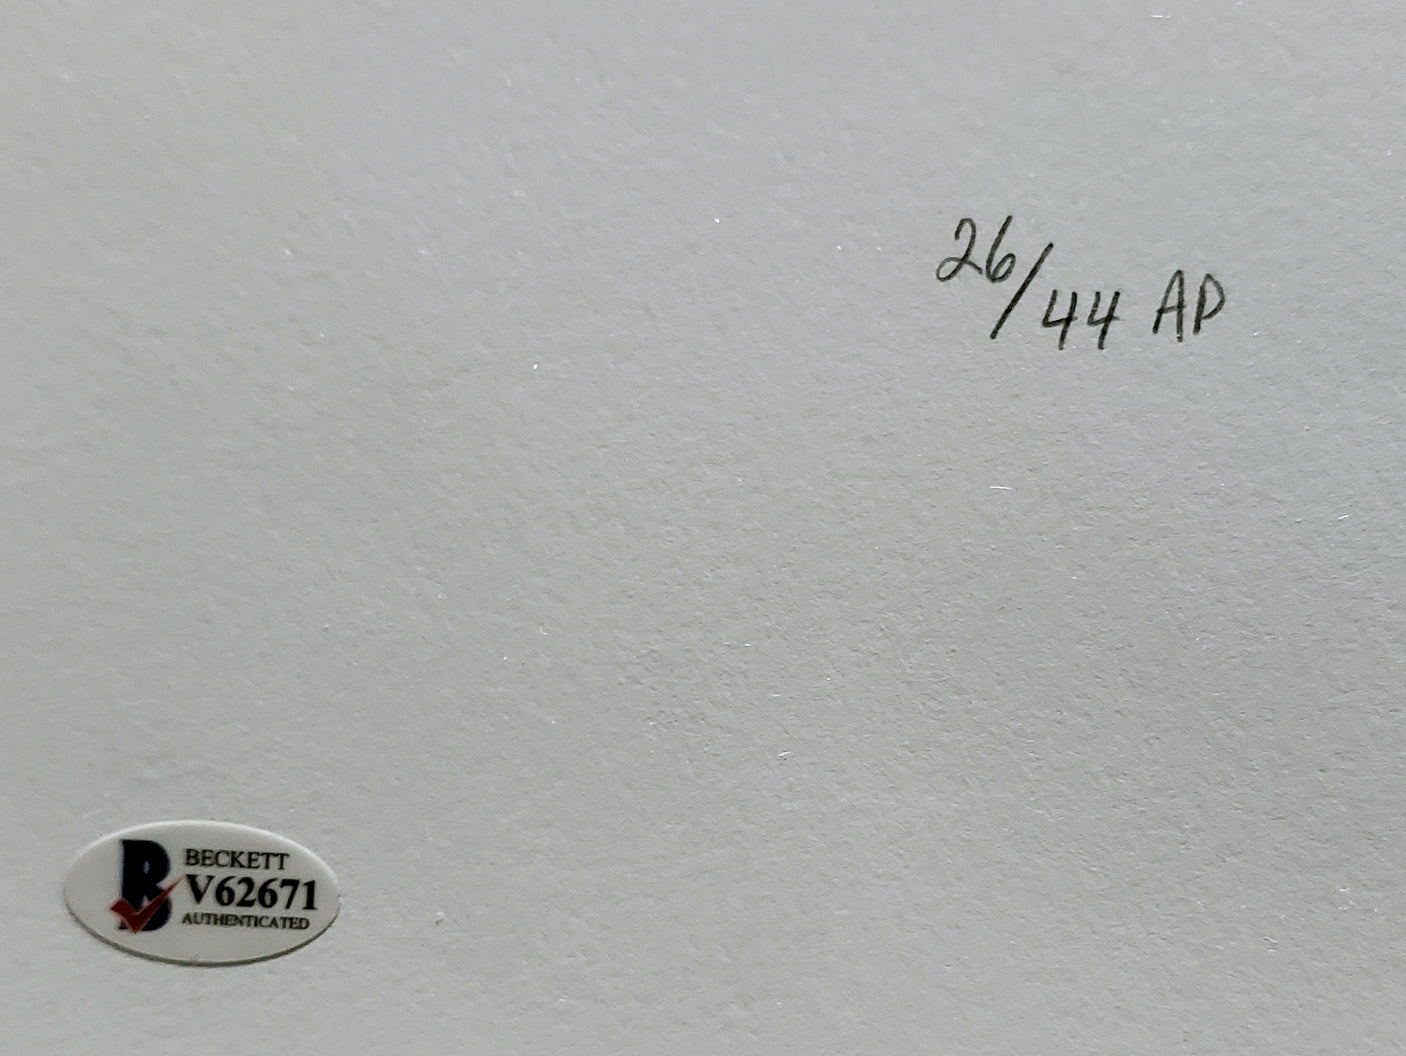 26/44 AP
BECKETT
V62671
AUTHENTICATED